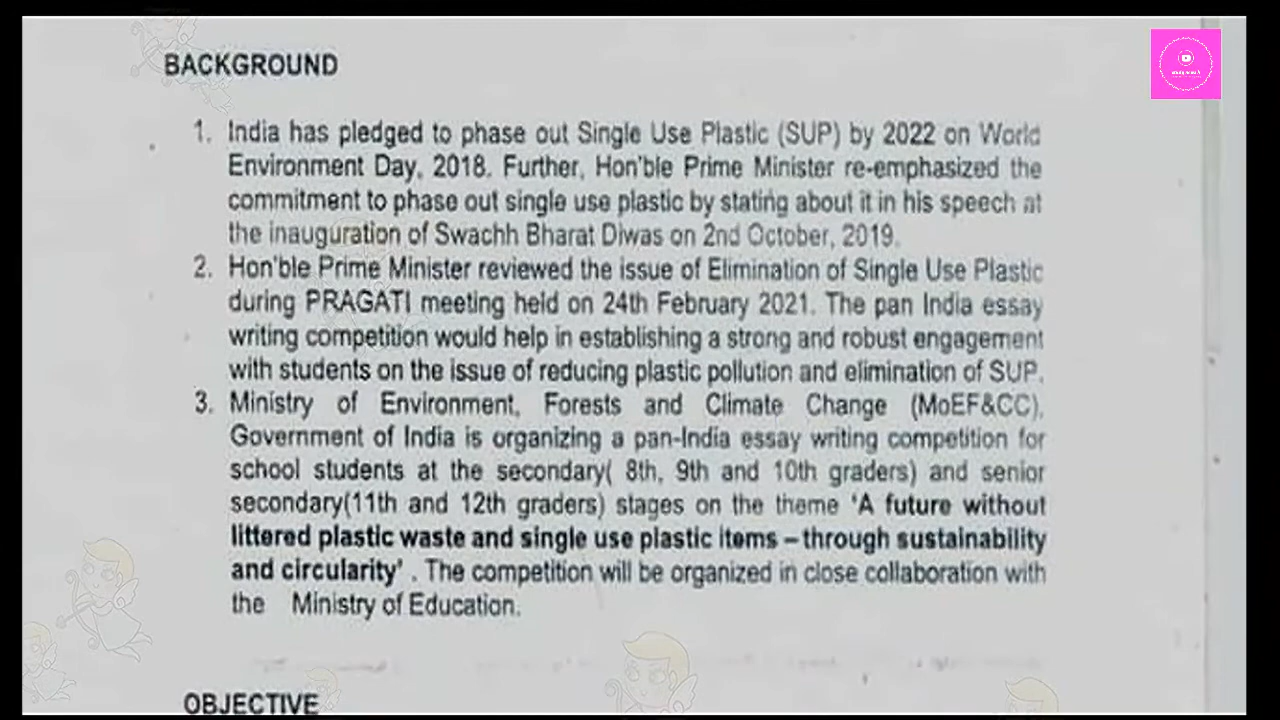 BACKGROUND
1. India has pledged to phase out Single Use Plastic (SUP) by 2022 on World
Environment Day, 2018. Further, Hon'ble Prime Minister re-emphasized the
commitment to phase out single use plastic by stating about it in his speech at
the inauguration of Swachh Bharat Diwas on 2nd October, 2019.
2. Hon'ble Prime Minister reviewed the issue of Elimination of Single Use Plastic
during PRAGATI meeting held on 24th February 2021. The pan India essay
writing competition would help in establishing a strong and robust engagement
with students on the issue of reducing plastic pollution and elimination of SUP.
3. Ministry of Environment, Forests and Climate Change (MoEF&CC),
Government of India is organizing a pan-India essay writing competition for
school students at the secondary( 8th, 9th and 10th graders) and senior
secondary(11th and 12th graders) stages on the theme 'A future without
littered plastic waste and single use plastic items – through sustainability
and circularity' . The competition will be organized in close collaboration with
the Ministry of Education.
OBJECTIVE